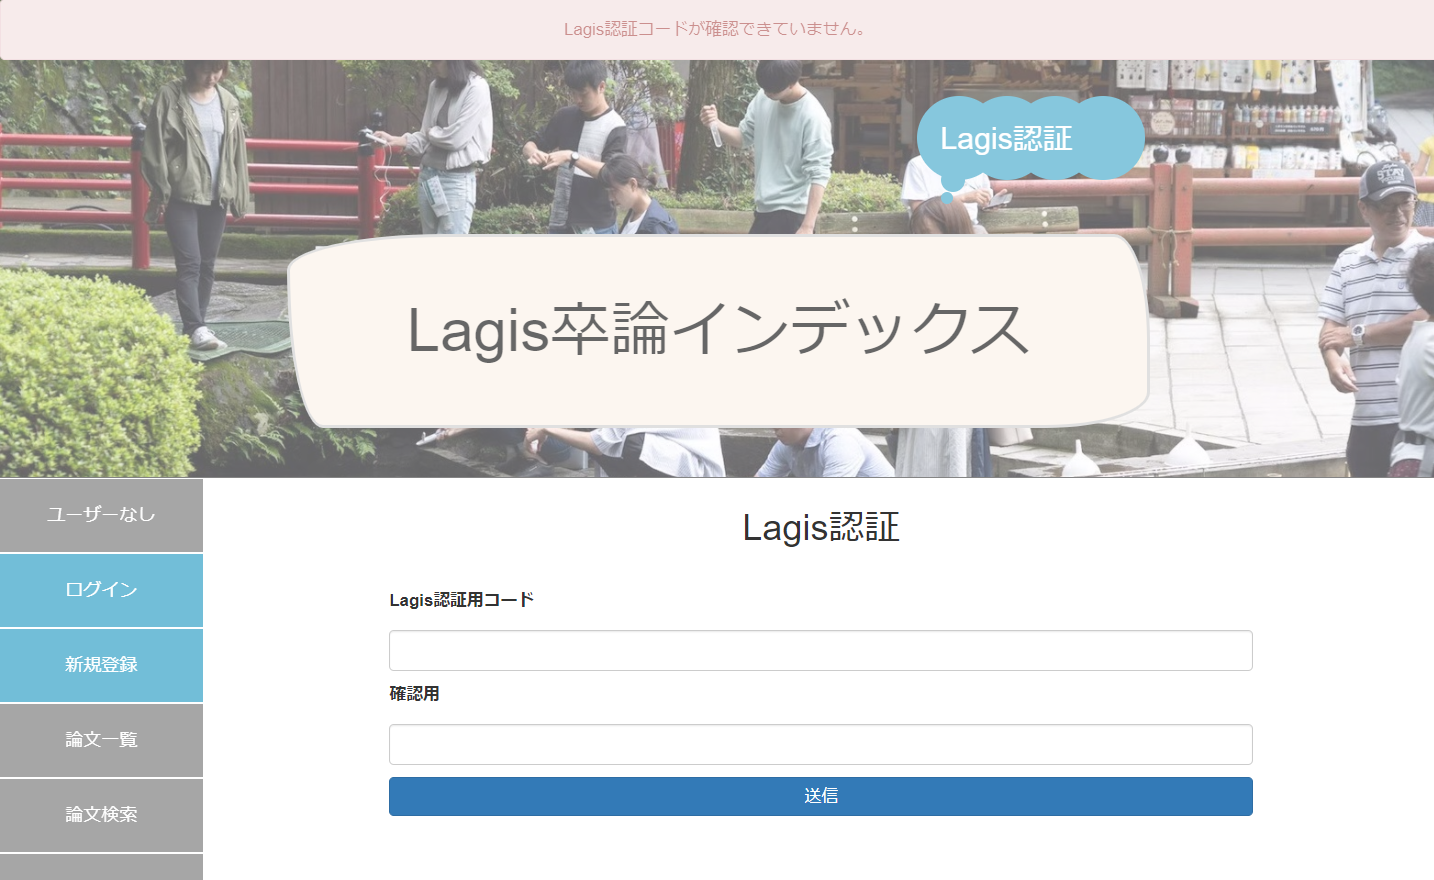 Lagis認証コードが確認できていません。
Lagis認証
Lagis卒論インデックス
ユーザーなし
ログイン
新規登録
論文一覧
論文検索
Lagis認証
Lagis認証用コード
確認用
送信